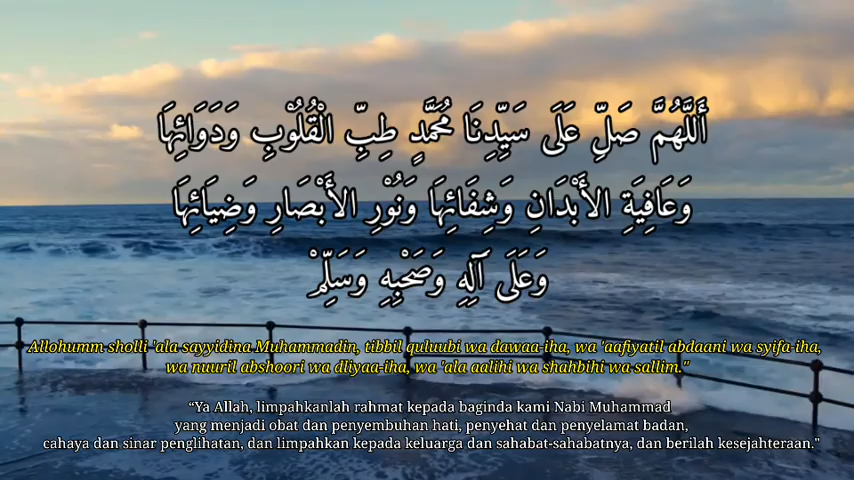 أَللَّهُمَّ صَلِّ عَلَى سَيِّدِنَا مُحَمَّدٍ طِبِّ الْقُلُوْبِ وَدَوَائِهَا
وَعَافِيَةِ الأَبْدَانِ وَشِفَائِهَا وَنُوْرِ الأَبْصَارِ وَضِيَائِهَا
وَعَلَى آلِهِ وَصَحْبِهِ وَسَلِّمْ
Allohumm sholli 'ala sayyidina Muhammadin, tibbil quluubi wa dawaa-iha, wa 'aafiyatil abdaani wa syifa-iha,
wa nuuril abshoori wa dliyaa-iha, wa 'ala aalihi wa shahbihi wa sallim."
“Ya Allah, limpahkanlah rahmat kepada baginda kami Nabi Muhammad
yang menjadi obat dan penyembuhan hati, penyehat dan penyelamat badan,
cahaya dan sinar penglihatan, dan limpahkan kepada keluarga dan sahabat-sahabatnya, dan berilah kesejahteraan."